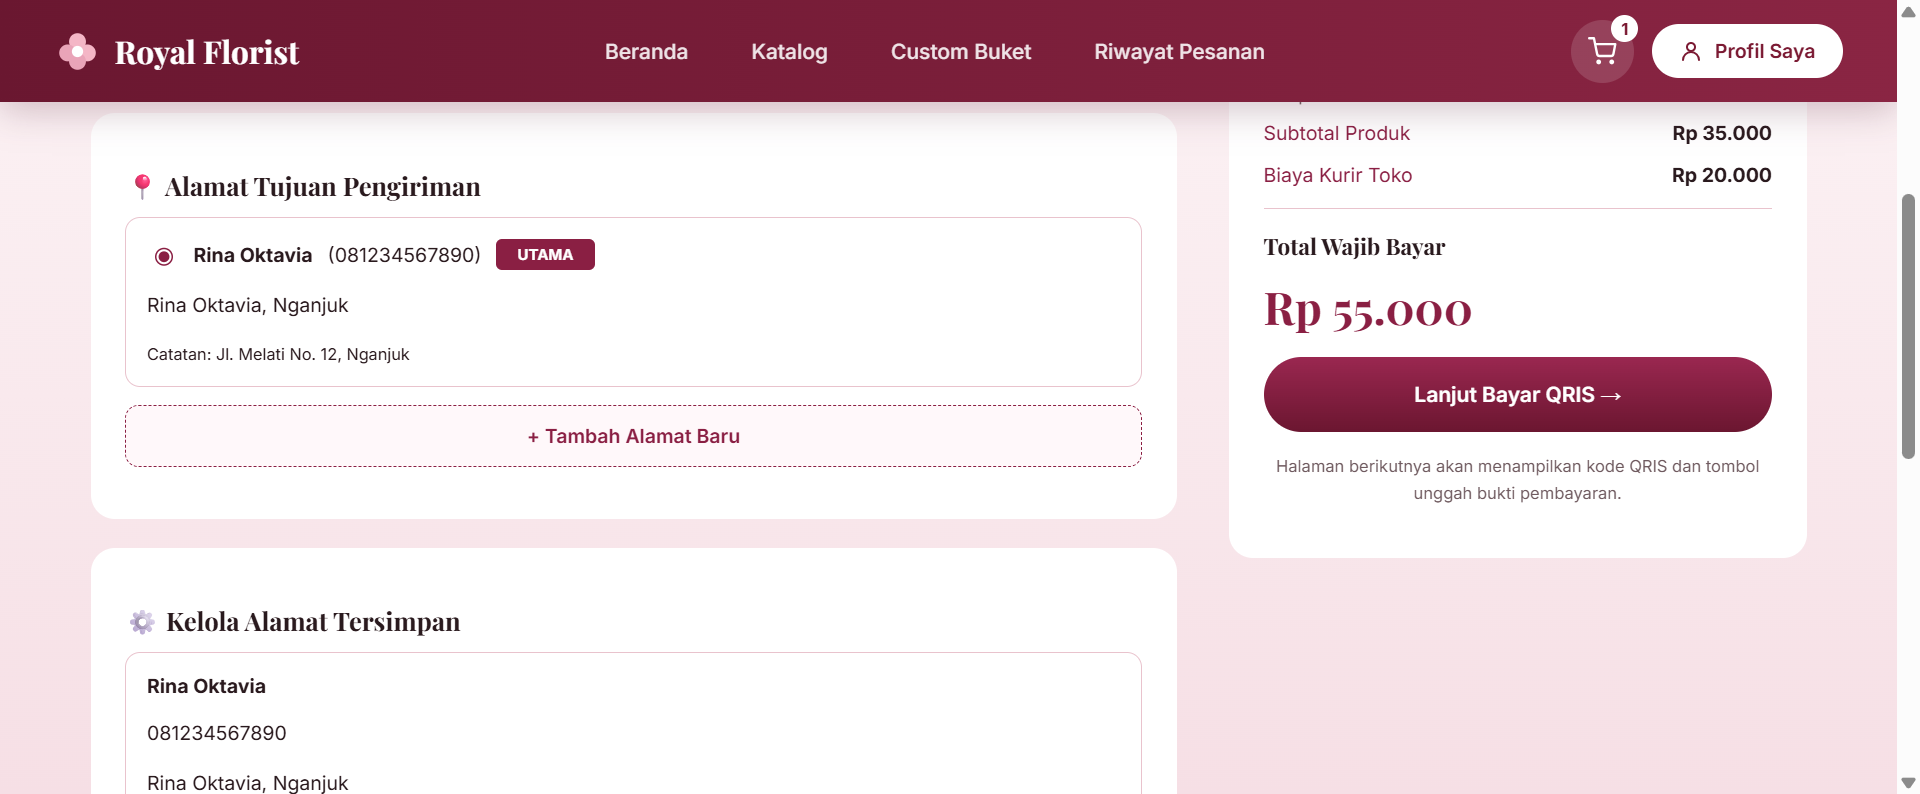 Royal Florist
Beranda
Katalog
Custom Buket
Riwayat Pesanan
1
Profil Saya
Alamat Tujuan Pengiriman
Rina Oktavia (081234567890) UTAMA
Rina Oktavia, Nganjuk
Catatan: Jl. Melati No. 12, Nganjuk
+ Tambah Alamat Baru
Kelola Alamat Tersimpan
Rina Oktavia
081234567890
Rina Oktavia, Nganjuk
Subtotal Produk Rp 35.000
Biaya Kurir Toko Rp 20.000
Total Wajib Bayar
Rp 55.000
Lanjut Bayar QRIS →
Halaman berikutnya akan menampilkan kode QRIS dan tombol
unggah bukti pembayaran.